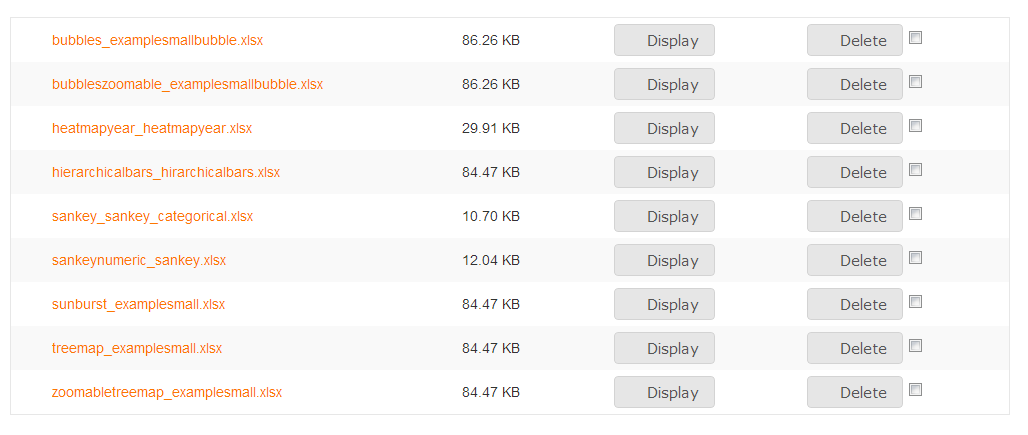 bubbles_examplesmallbubble.xlsx 86.26 KB Display Delete
bubbleszoomable_examplesmallbubble.xlsx 86.26 KB Display Delete
heatmapyear_heatmapyear.xlsx 29.91 KB Display Delete
hierarchicalbars_hirarchicalbars.xlsx 84.47 KB Display Delete
sankey_sankey_categorical.xlsx 10.70 KB Display Delete
sankeynumeric_sankey.xlsx 12.04 KB Display Delete
sunburst_examplesmall.xlsx 84.47 KB Display Delete
treemap_examplesmall.xlsx 84.47 KB Display Delete
zoomabletreemap_examplesmall.xlsx 84.47 KB Display Delete